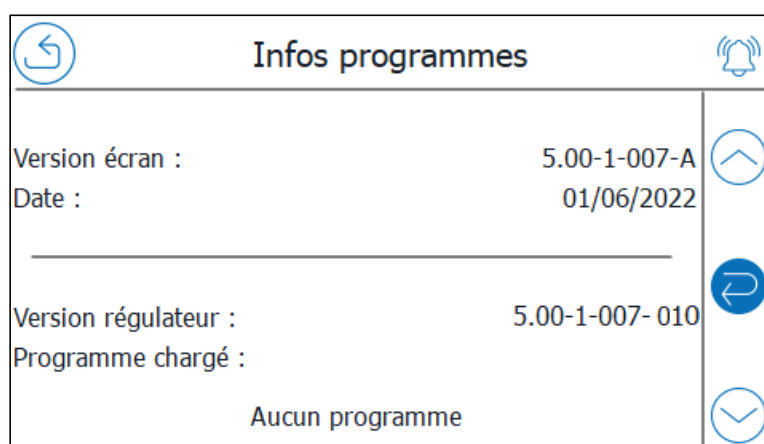 Infos programmes
Version écran : 5.00-1-007-A
Date : 01/06/2022
Version régulateur : 5.00-1-007- 010
Programme chargé :
Aucun programme